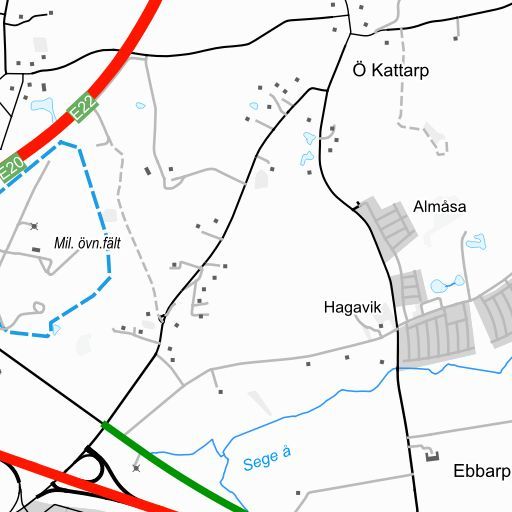 Ö Kattarp
E22
E20
Almåsa
Mil. övn.fält
Hagavik
Sege å
Ebbarp